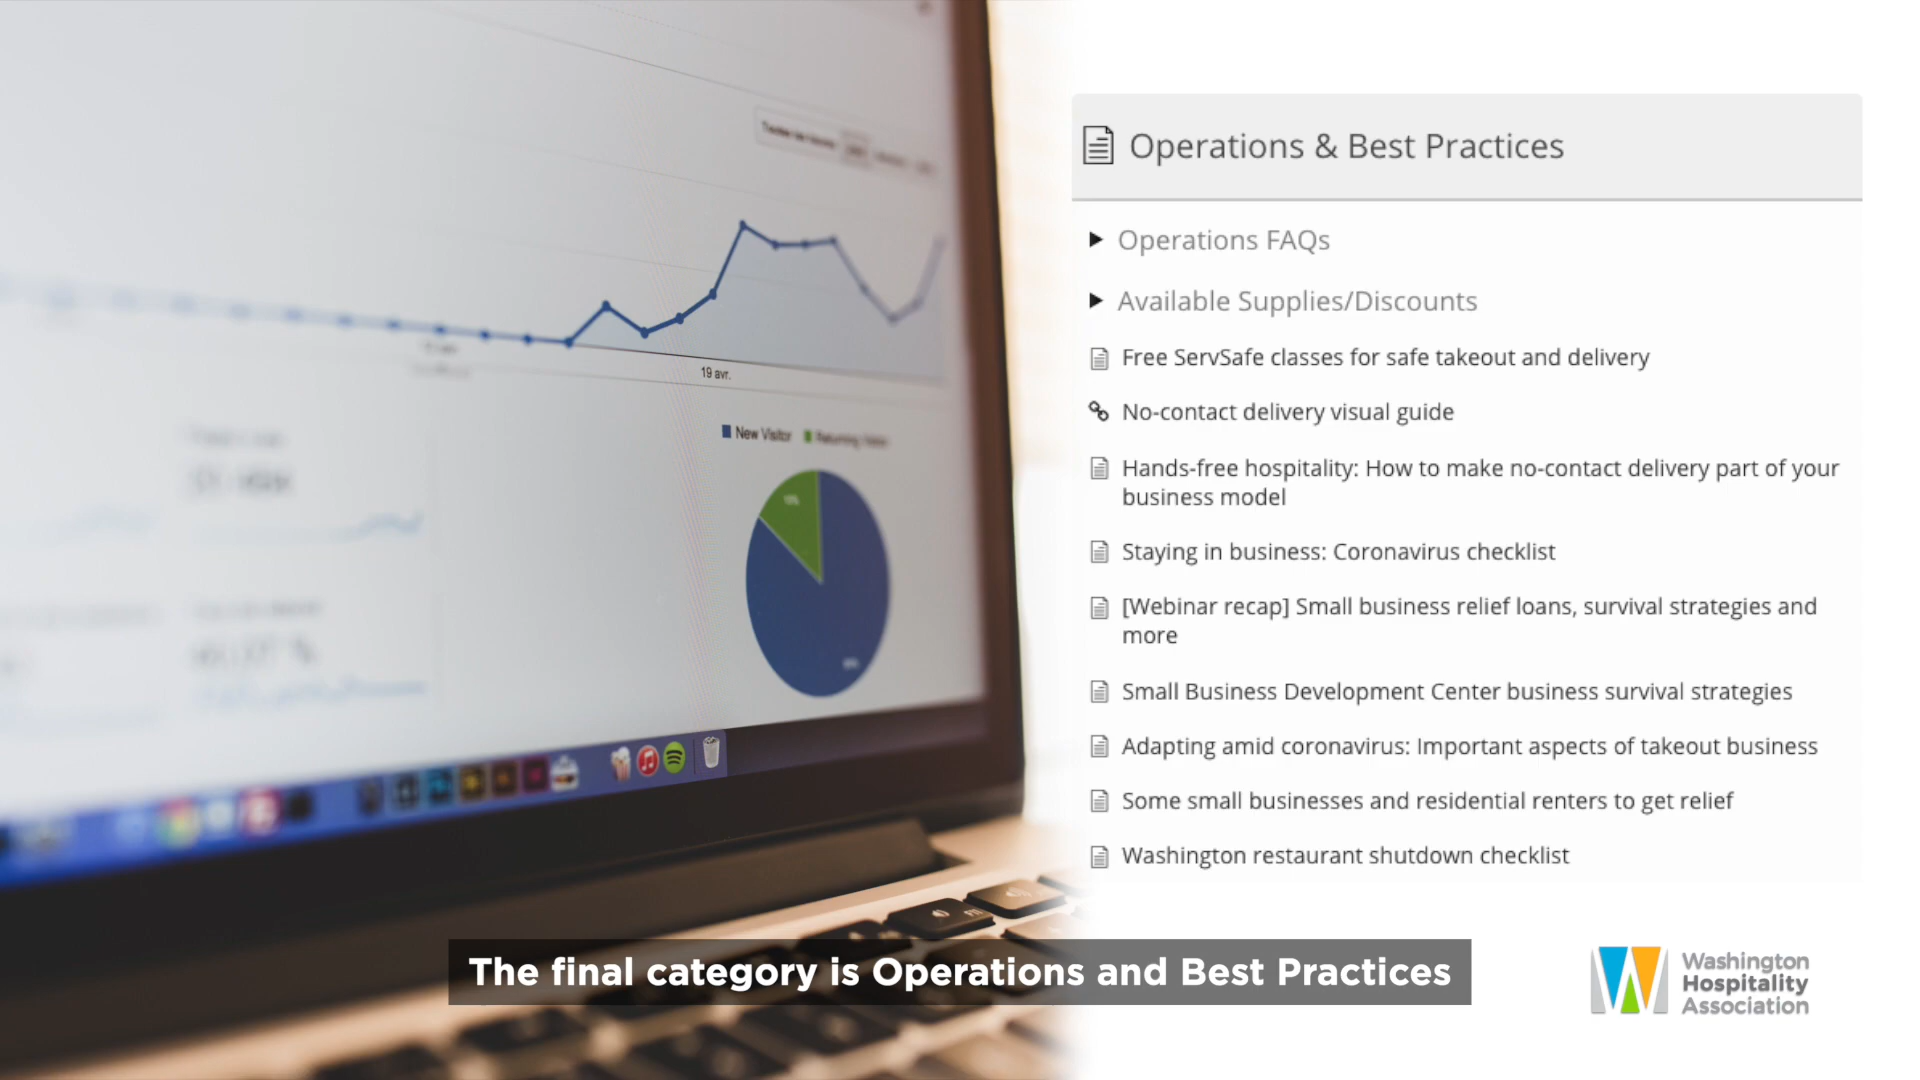 19 avr.
New Visitor
Operations & Best Practices
Operations FAQs
Available Supplies/Discounts
Free ServSafe classes for safe takeout and delivery
No-contact delivery visual guide
Hands-free hospitality: How to make no-contact delivery part of your
business model
Staying in business: Coronavirus checklist
[Webinar recap] Small business relief loans, survival strategies and
more
Small Business Development Center business survival strategies
Adapting amid coronavirus: Important aspects of takeout business
Some small businesses and residential renters to get relief
Washington restaurant shutdown checklist
The final category is Operations and Best Practices
Washington
Hospitality
Association